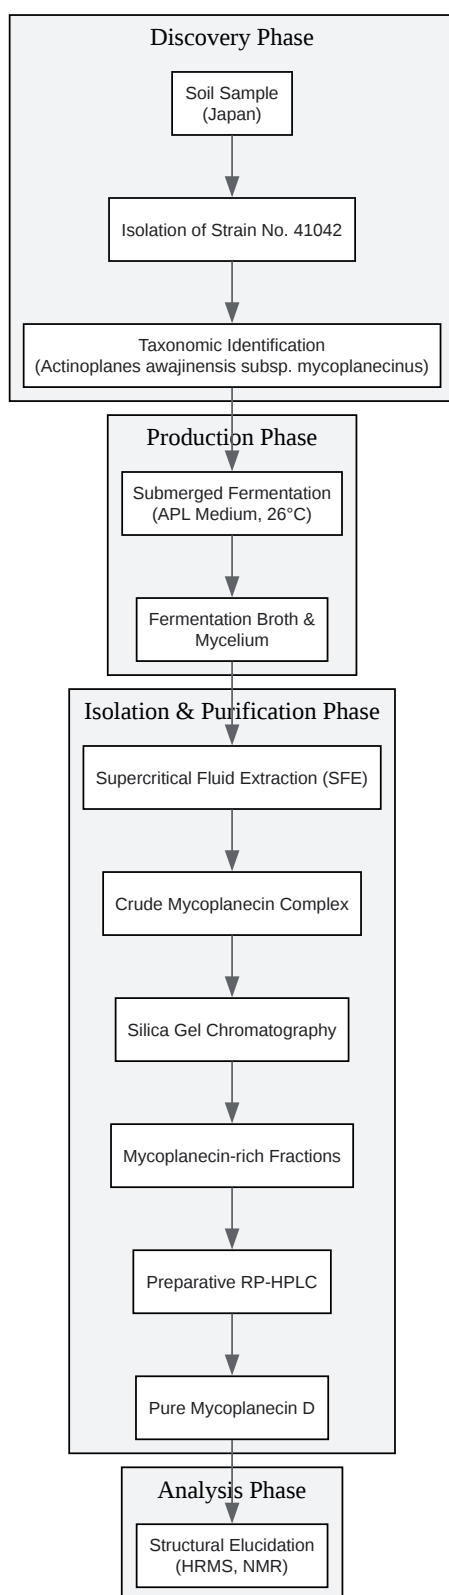 Discovery Phase
Soil Sample
(Japan)
Isolation of Strain No. 41042
Taxonomic Identification
(Actinoplanes awajinensis subsp. mycoplanecinus)
Production Phase
Submerged Fermentation
(APL Medium, 26°C)
Fermentation Broth &
Mycelium
Isolation & Purification Phase
Supercritical Fluid Extraction (SFE)
Crude Mycoplanecin Complex
Silica Gel Chromatography
Mycoplanecin-rich Fractions
Preparative RP-HPLC
Pure Mycoplanecin D
Analysis Phase
Structural Elucidation
(HRMS, NMR)